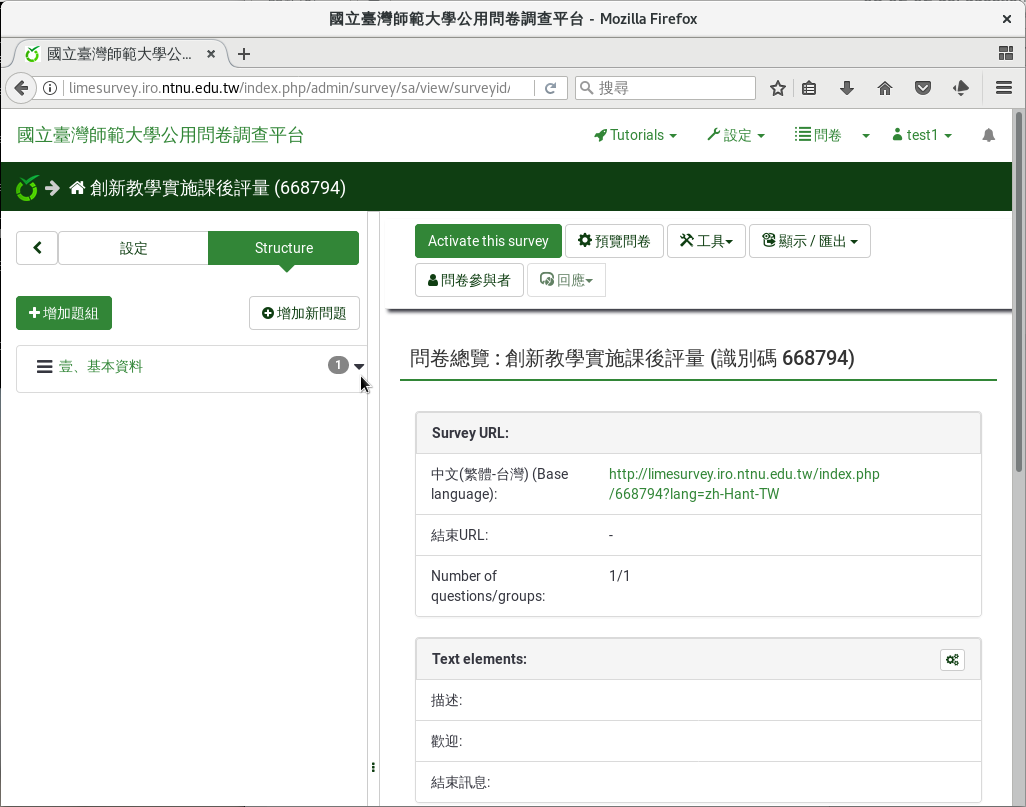 國立臺灣師範大學公用問卷調查平台 - Mozilla Firefox
國立臺灣師範大學公...
limesurvey.iro.ntnu.edu.tw/index.php/admin/survey/sa/view/surveyid/
搜尋
國立臺灣師範大學公用問卷調查平台
Tutorials
設定
問卷
test1
創新教學實施課後評量 (668794)
設定
Structure
增加題組
增加新問題
壹、基本資料
1
Activate this survey
預覽問卷
工具
顯示 / 匯出
問卷參與者
回應
問卷總覽 : 創新教學實施課後評量 (識別碼 668794)
Survey URL:
中文(繁體-台灣) (Base
language):
http://limesurvey.iro.ntnu.edu.tw/index.php
/668794?lang=zh-Hant-TW
結束URL:
-
Number of
questions/groups:
1/1
Text elements:
描述:
歡迎:
結束訊息: